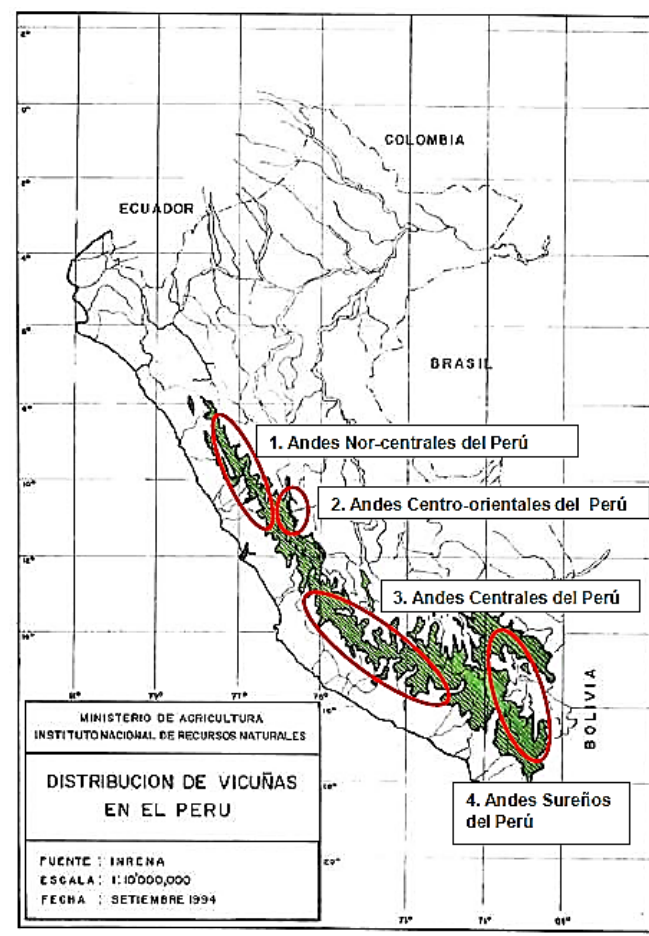 COLOMBIA
ECUADOR
BRASIL
1. Andes Nor-centrales del Perú
2. Andes Centro-orientales del Perú
3. Andes Centrales del Perú
BOLIVIA
4. Andes Sureños
del Perú
MINISTERIO DE AGRICULTURA
INSTITUTO NACIONAL DE RECURSOS NATURALES
DISTRIBUCION DE VICUÑAS
EN EL PERU
FUENTE : INRENA
ESCALA : 1:10'000,000
FECHA : SETIEMBRE 1994